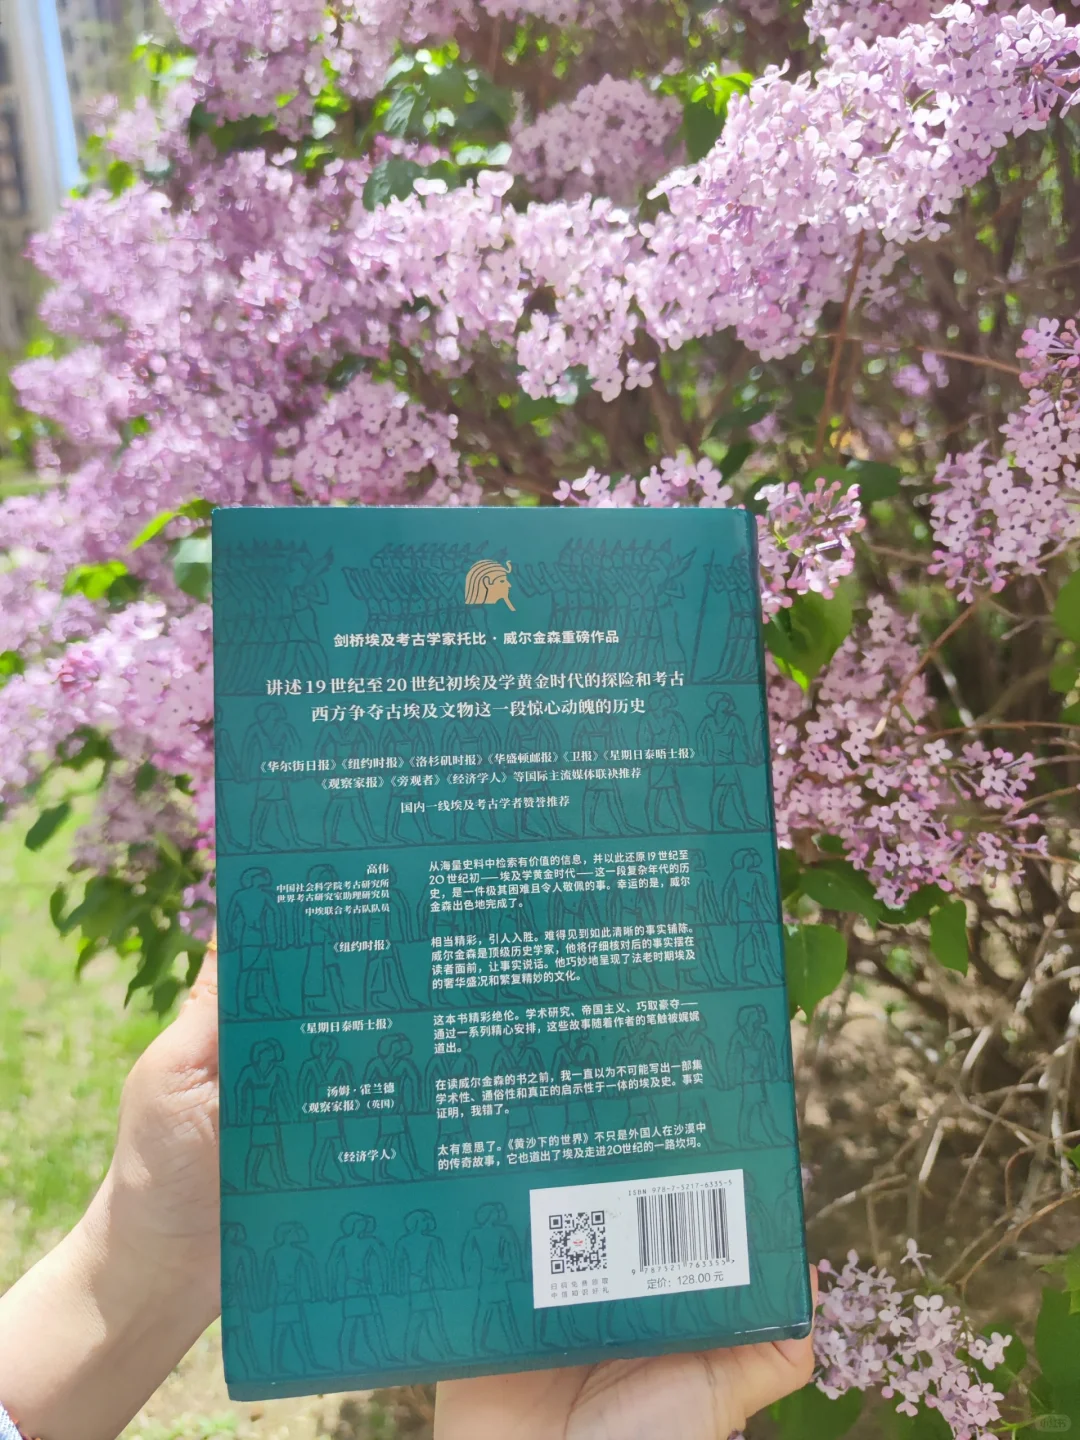 剑桥埃及考古学家托比·威尔金森重磅作品
讲述19世纪至20世纪初埃及学黄金时代的探险和考古
西方争夺古埃及文物这一段惊心动魄的历史
《华尔街日报》《纽约时报》《洛杉矶时报》《华盛顿邮报》《卫报》《星期日泰晤士报》
《观察家报》《旁观者》《经济学人》等国际主流媒体联袂推荐
国内一线埃及考古学者赞誉推荐
高伟
中国社会科学院考古研究所
世界考古研究室助理研究员
中埃联合考古队队员
从海量史料中检索有价值的信息，并以此还原19世纪至
20世纪初——埃及学黄金时代——这一段复杂年代的历
史，是一件极其困难且令人敬佩的事。幸运的是，威尔
金森出色地完成了。
《纽约时报》
相当精彩，引人入胜。难得见到如此清晰的事实铺陈。
威尔金森是顶级历史学家，他将仔细核对后的事实摆在
读者面前，让事实说话。他巧妙地呈现了法老时期埃及
的奢华盛况和繁复精妙的文化。
《星期日泰晤士报》
这本书精彩绝伦。学术研究、帝国主义、巧取豪夺——
通过一系列精心安排，这些故事随着作者的笔触被娓娓
道出。
汤姆·霍兰德
《观察家报》（英国）
在读威尔金森的书之前，我一直以为不可能写出一部集
学术性、通俗性和真正的启示性于一体的埃及史。事实
证明，我错了。
《经济学人》
太有意思了。《黄沙下的世界》不只是外国人在沙漠中
的传奇故事，它也道出了埃及走进20世纪的一路坎坷。
ISBN 978-7-5217-6335-5
9 787521 763355
定价：128.00元
扫码免费领取
中信知识好礼